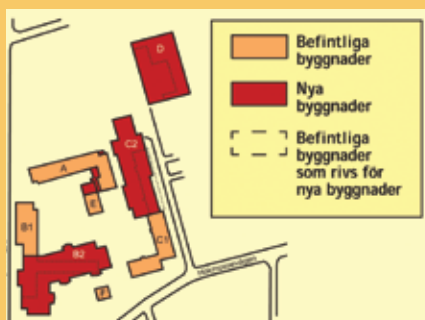 D
Befintliga
byggnader
Nya
byggnader
Befintliga
byggnader
som rivs för
nya byggnader
C2
A
E
B1
C1
B2
F